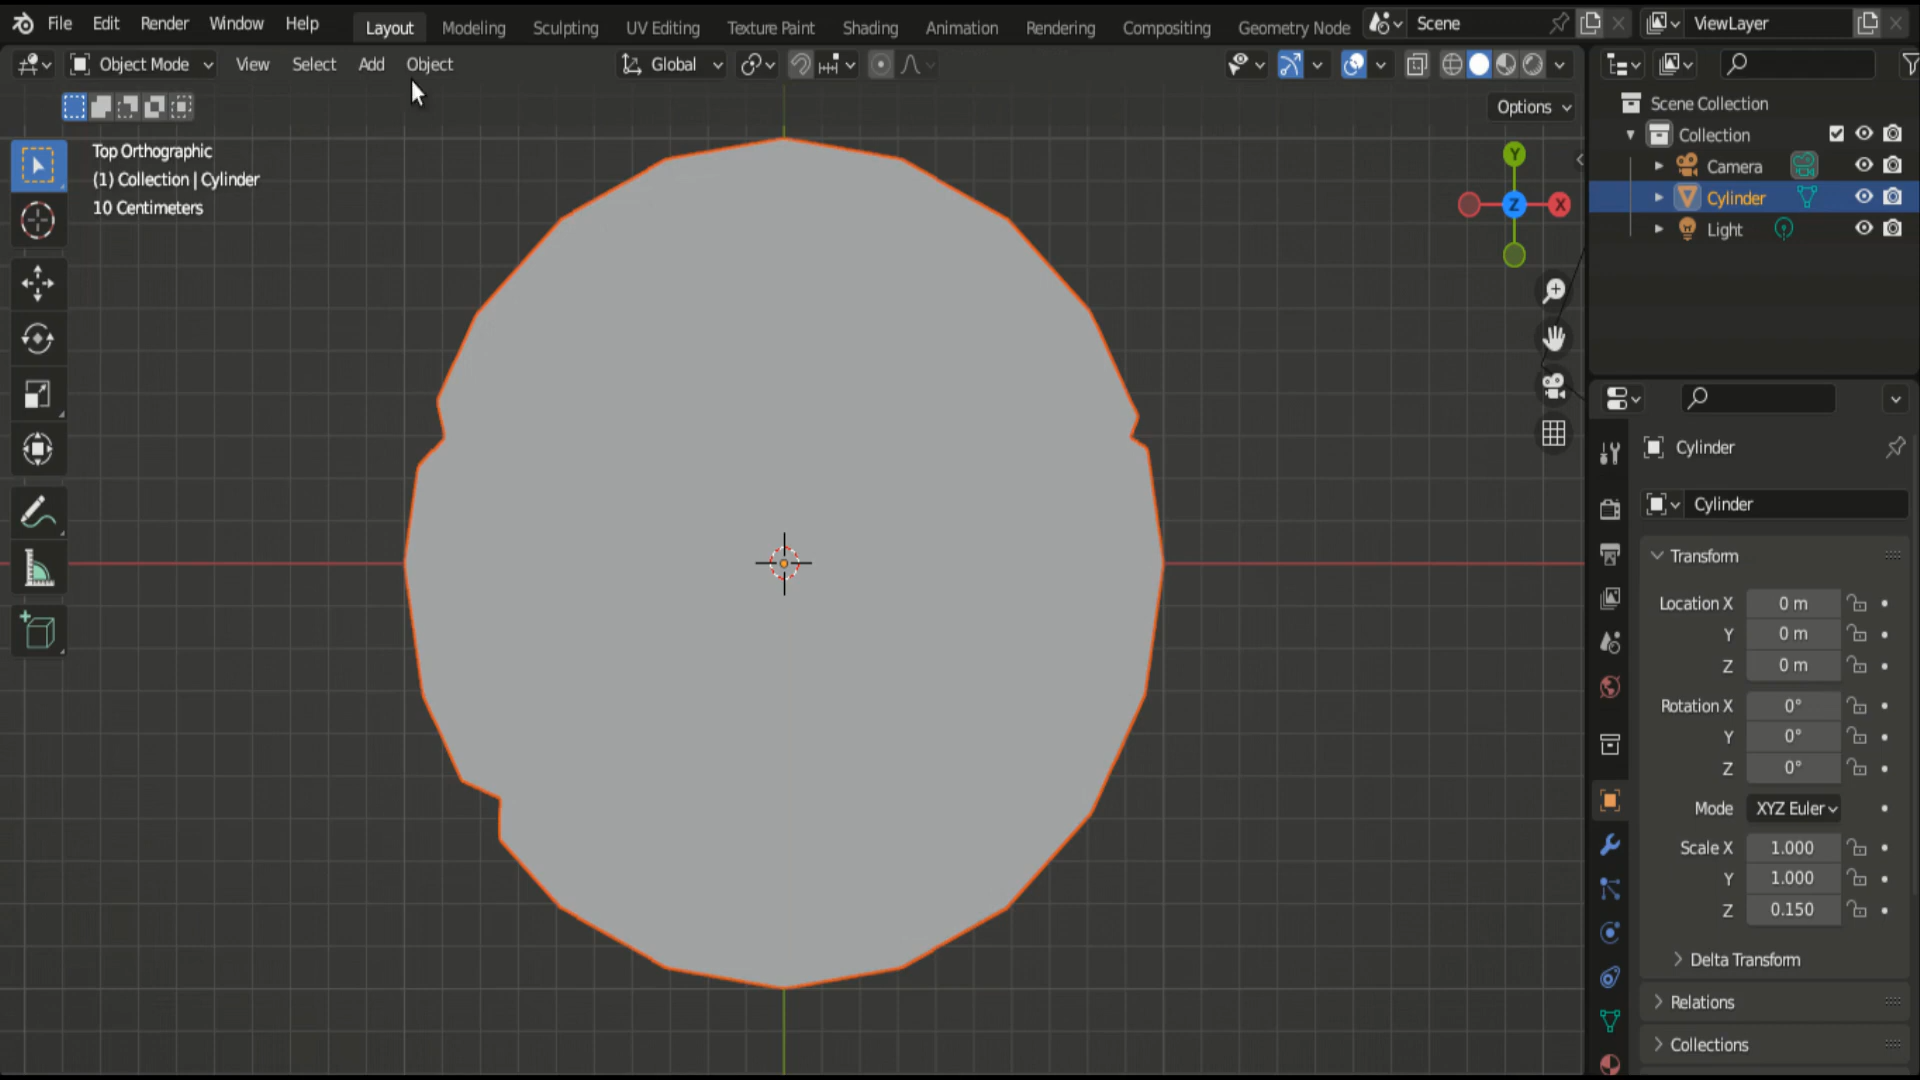 File Edit Render Window Help Layout Modeling Sculpting UV Editing Texture Paint Shading Animation Rendering Compositing Geometry Node Scene ViewLayer
Object Mode View Select Add Object Global
Options
Top Orthographic
(1) Collection | Cylinder
10 Centimeters
Y
Z
X
Scene Collection
Collection
Camera
Cylinder
Light
Cylinder
Cylinder
Transform
Location X 0 m
Y 0 m
Z 0 m
Rotation X 0°
Y 0°
Z 0°
Mode XYZ Euler
Scale X 1.000
Y 1.000
Z 0.150
Delta Transform
Relations
Collections